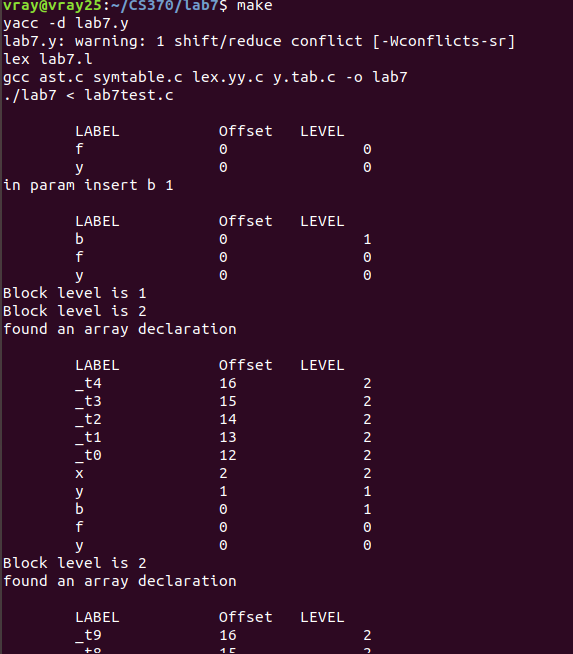 vray@vray25:~/CS370/lab7$ make
yacc -d lab7.y
lab7.y: warning: 1 shift/reduce conflict [-Wconflicts-sr]
lex lab7.l
gcc ast.c symtable.c lex.yy.c y.tab.c -o lab7
./lab7 < lab7test.c
LABEL Offset LEVEL
f 0 0
y 0 0
in param insert b 1
LABEL Offset LEVEL
b 0 1
f 0 0
y 0 0
Block level is 1
Block level is 2
found an array declaration
LABEL Offset LEVEL
_t4 16 2
_t3 15 2
_t2 14 2
_t1 13 2
_t0 12 2
x 2 2
y 1 1
b 0 1
f 0 0
y 0 0
Block level is 2
found an array declaration
LABEL Offset LEVEL
_t9 16 2
_t8 15 2